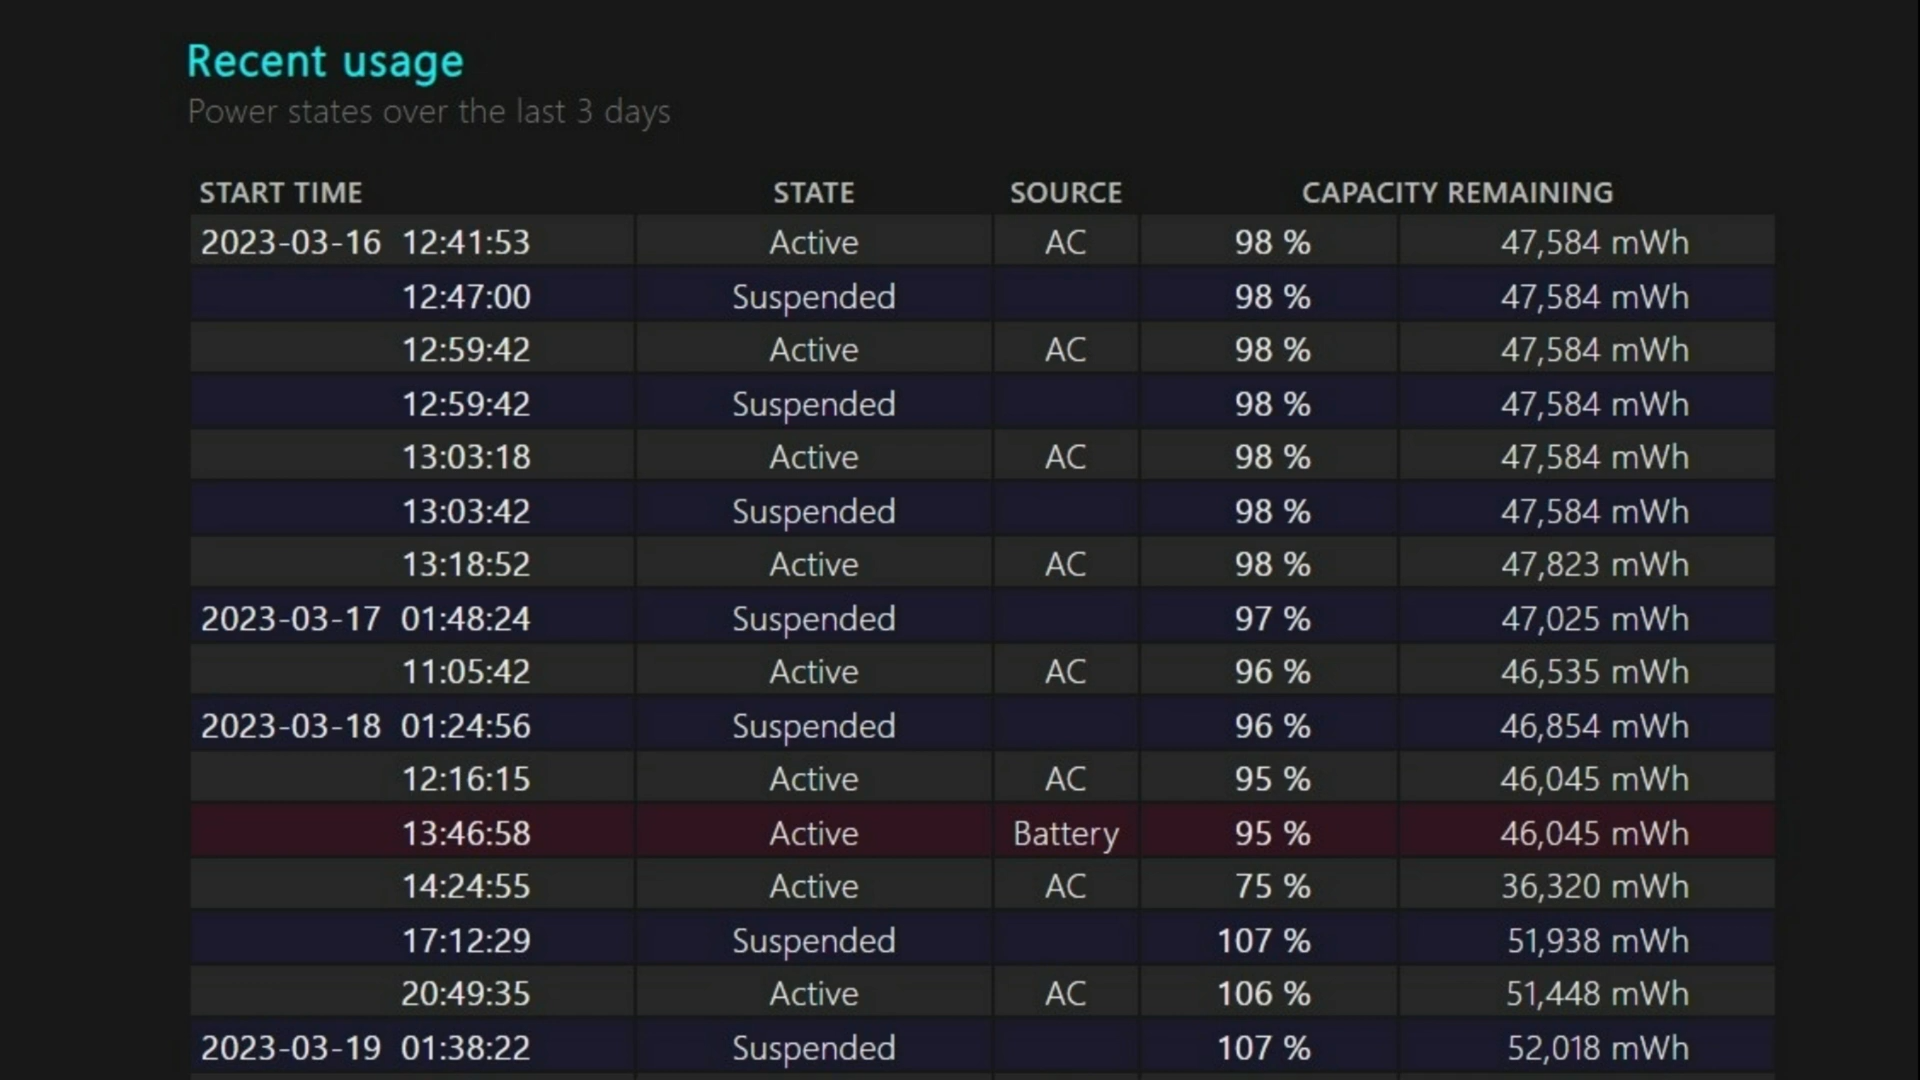 Recent usage
Power states over the last 3 days
START TIME STATE SOURCE CAPACITY REMAINING
2023-03-16 12:41:53 Active AC 98 % 47,584 mWh
12:47:00 Suspended 98 % 47,584 mWh
12:59:42 Active AC 98 % 47,584 mWh
12:59:42 Suspended 98 % 47,584 mWh
13:03:18 Active AC 98 % 47,584 mWh
13:03:42 Suspended 98 % 47,584 mWh
13:18:52 Active AC 98 % 47,823 mWh
2023-03-17 01:48:24 Suspended 97 % 47,025 mWh
11:05:42 Active AC 96 % 46,535 mWh
2023-03-18 01:24:56 Suspended 96 % 46,854 mWh
12:16:15 Active AC 95 % 46,045 mWh
13:46:58 Active Battery 95 % 46,045 mWh
14:24:55 Active AC 75 % 36,320 mWh
17:12:29 Suspended 107 % 51,938 mWh
20:49:35 Active AC 106 % 51,448 mWh
2023-03-19 01:38:22 Suspended 107 % 52,018 mWh